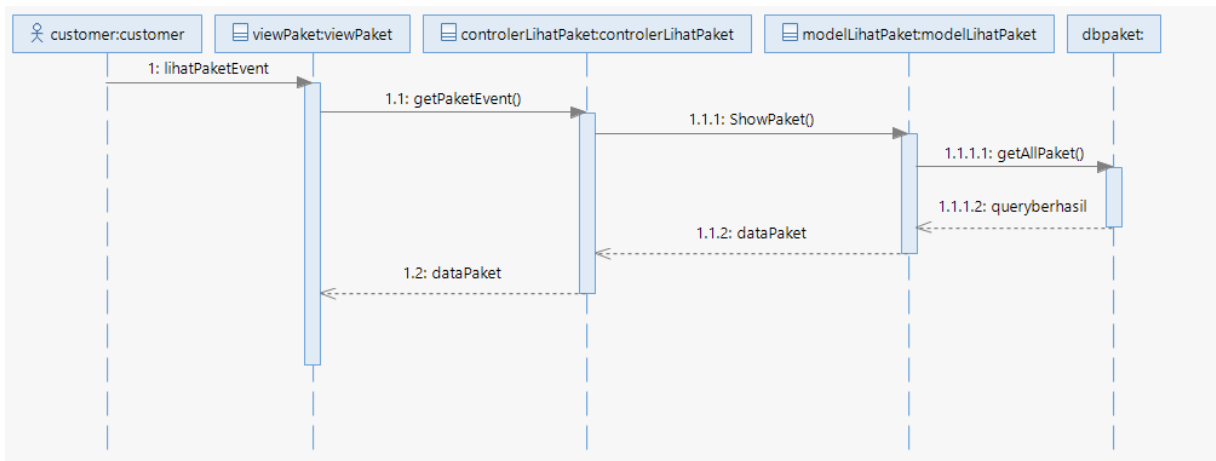 customer:customer
viewPaket:viewPaket
controlerLihatPaket:controlerLihatPaket
modelLihatPaket:modelLihatPaket
dbpaket:
1: lihatPaketEvent
1.1: getPaketEvent()
1.1.1: ShowPaket()
1.1.1.1: getAllPaket()
1.1.1.2: queryberhasil
1.1.2: dataPaket
1.2: dataPaket